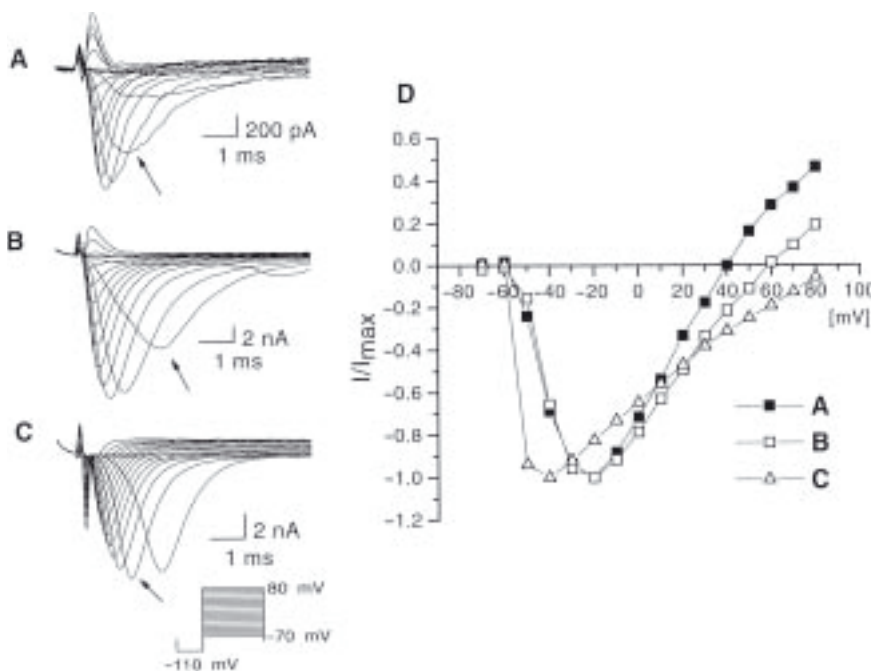 A
200 pA
1 ms
B
2 nA
1 ms
C
2 nA
1 ms
80 mV
-70 mV
-110 mV
D
0.6
0.4
0.2
0.0
-0.2
-0.4
-0.6
-0.8
-1.0
-1.2
I/Imax
-80 -60 -40 -20 0 20 40 60 80 100
[mV]
A
B
C